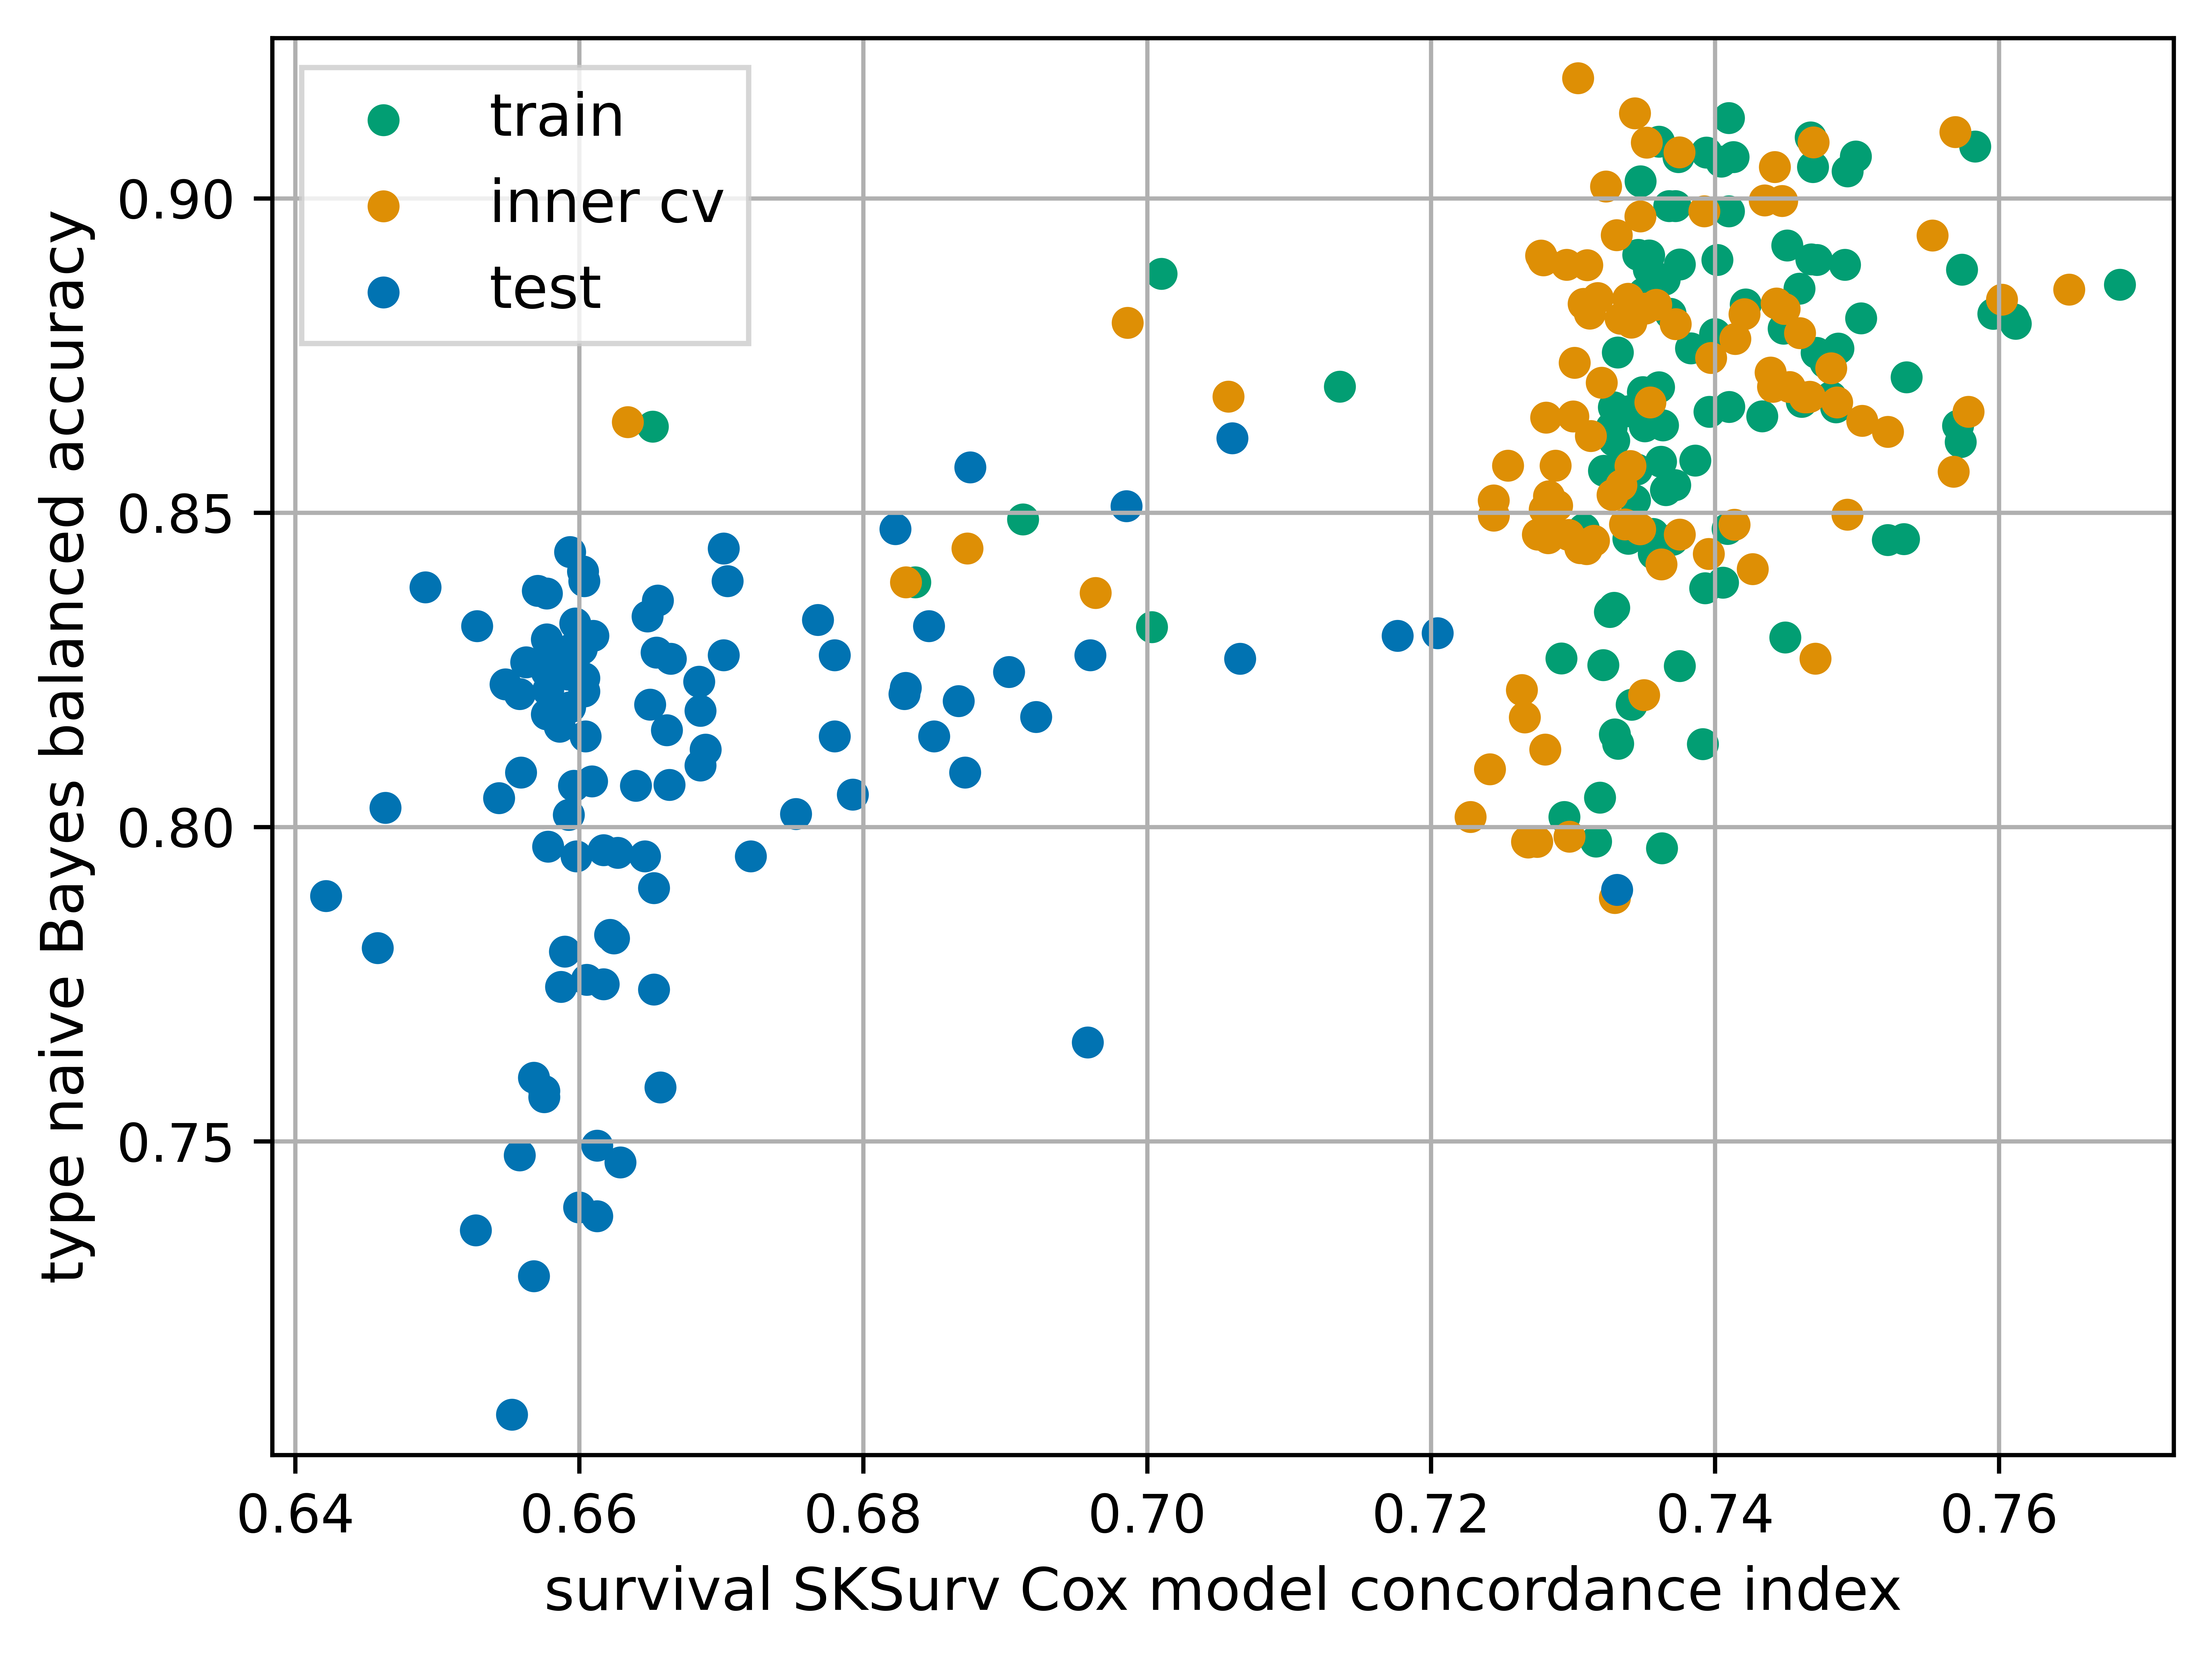 train
inner cv
test
0.90
0.85
0.80
0.75
type naive Bayes balanced accuracy
0.64 0.66 0.68 0.70 0.72 0.74 0.76
survival SKSurv Cox model concordance index